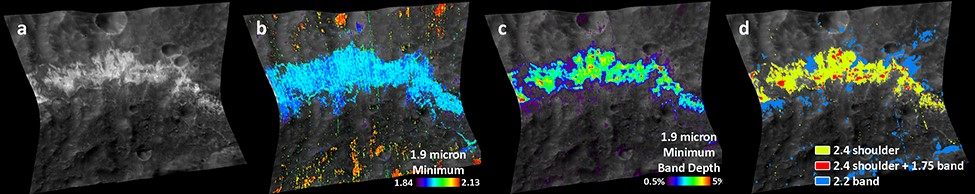 a
b
1.9 micron
Minimum
1.84
2.13
c
1.9 micron
Minimum
Band Depth
0.5%
5%
d
2.4 shoulder
2.4 shoulder + 1.75 band
2.2 band